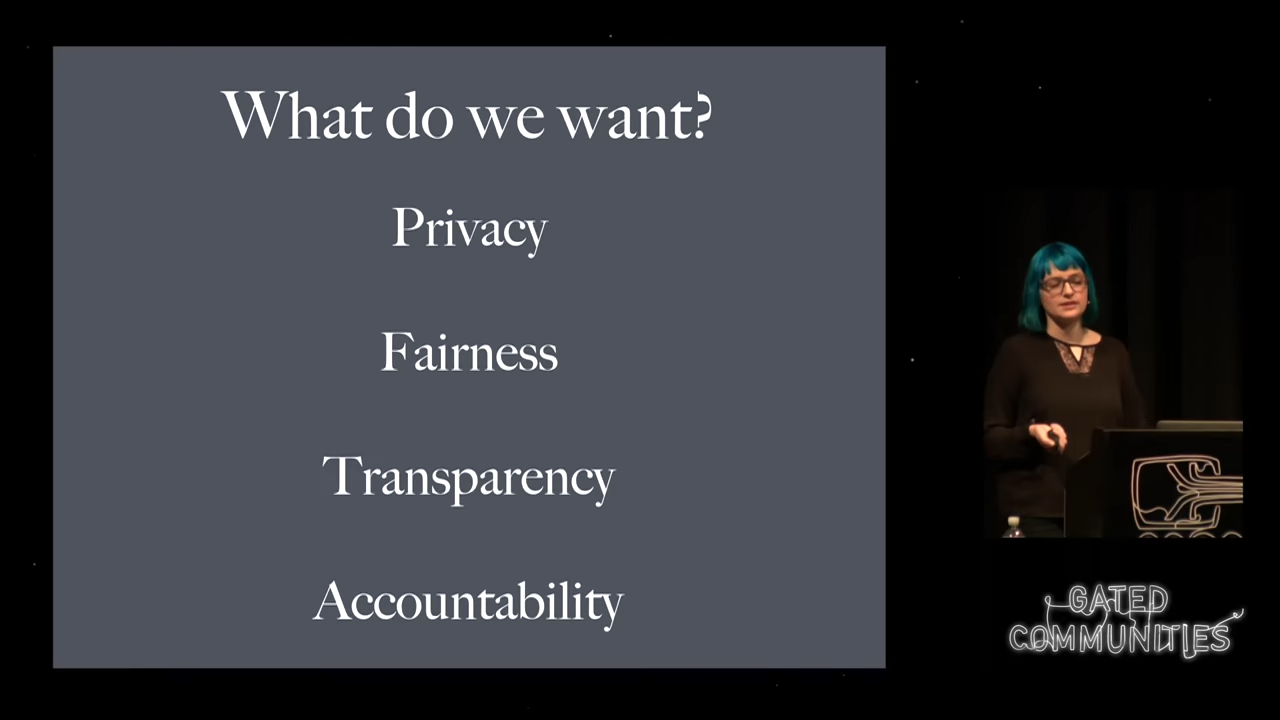 What do we want?
Privacy
Fairness
Transparency
Accountability
GATED
COMMUNITIES